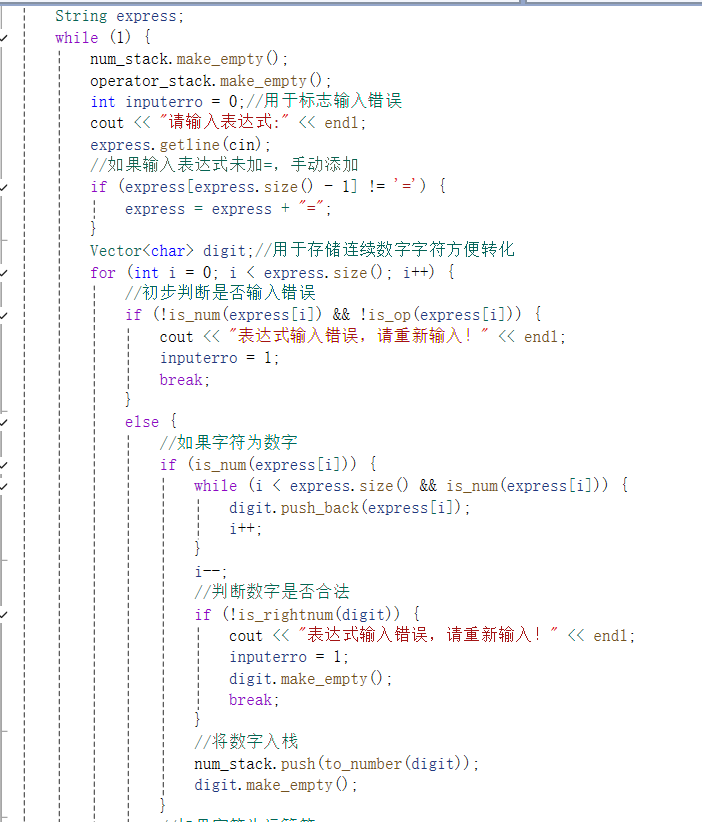 String express;
while (1) {
num_stack.make_empty();
operator_stack.make_empty();
int inputerro = 0;//用于标志输入错误
cout << "请输入表达式:" << endl;
express.getline(cin);
//如果输入表达式未加=，手动添加
if (express[express.size() - 1] != '=') {
express = express + "=";
}
Vector<char> digit;//用于存储连续数字字符方便转化
for (int i = 0; i < express.size(); i++) {
//初步判断是否输入错误
if (!is_num(express[i]) && !is_op(express[i])) {
cout << "表达式输入错误，请重新输入！" << endl;
inputerro = 1;
break;
}
else {
//如果字符为数字
if (is_num(express[i])) {
while (i < express.size() && is_num(express[i])) {
digit.push_back(express[i]);
i++;
}
i--;
//判断数字是否合法
if (!is_rightnum(digit)) {
cout << "表达式输入错误，请重新输入！" << endl;
inputerro = 1;
digit.make_empty();
break;
}
//将数字入栈
num_stack.push(to_number(digit));
digit.make_empty();
}